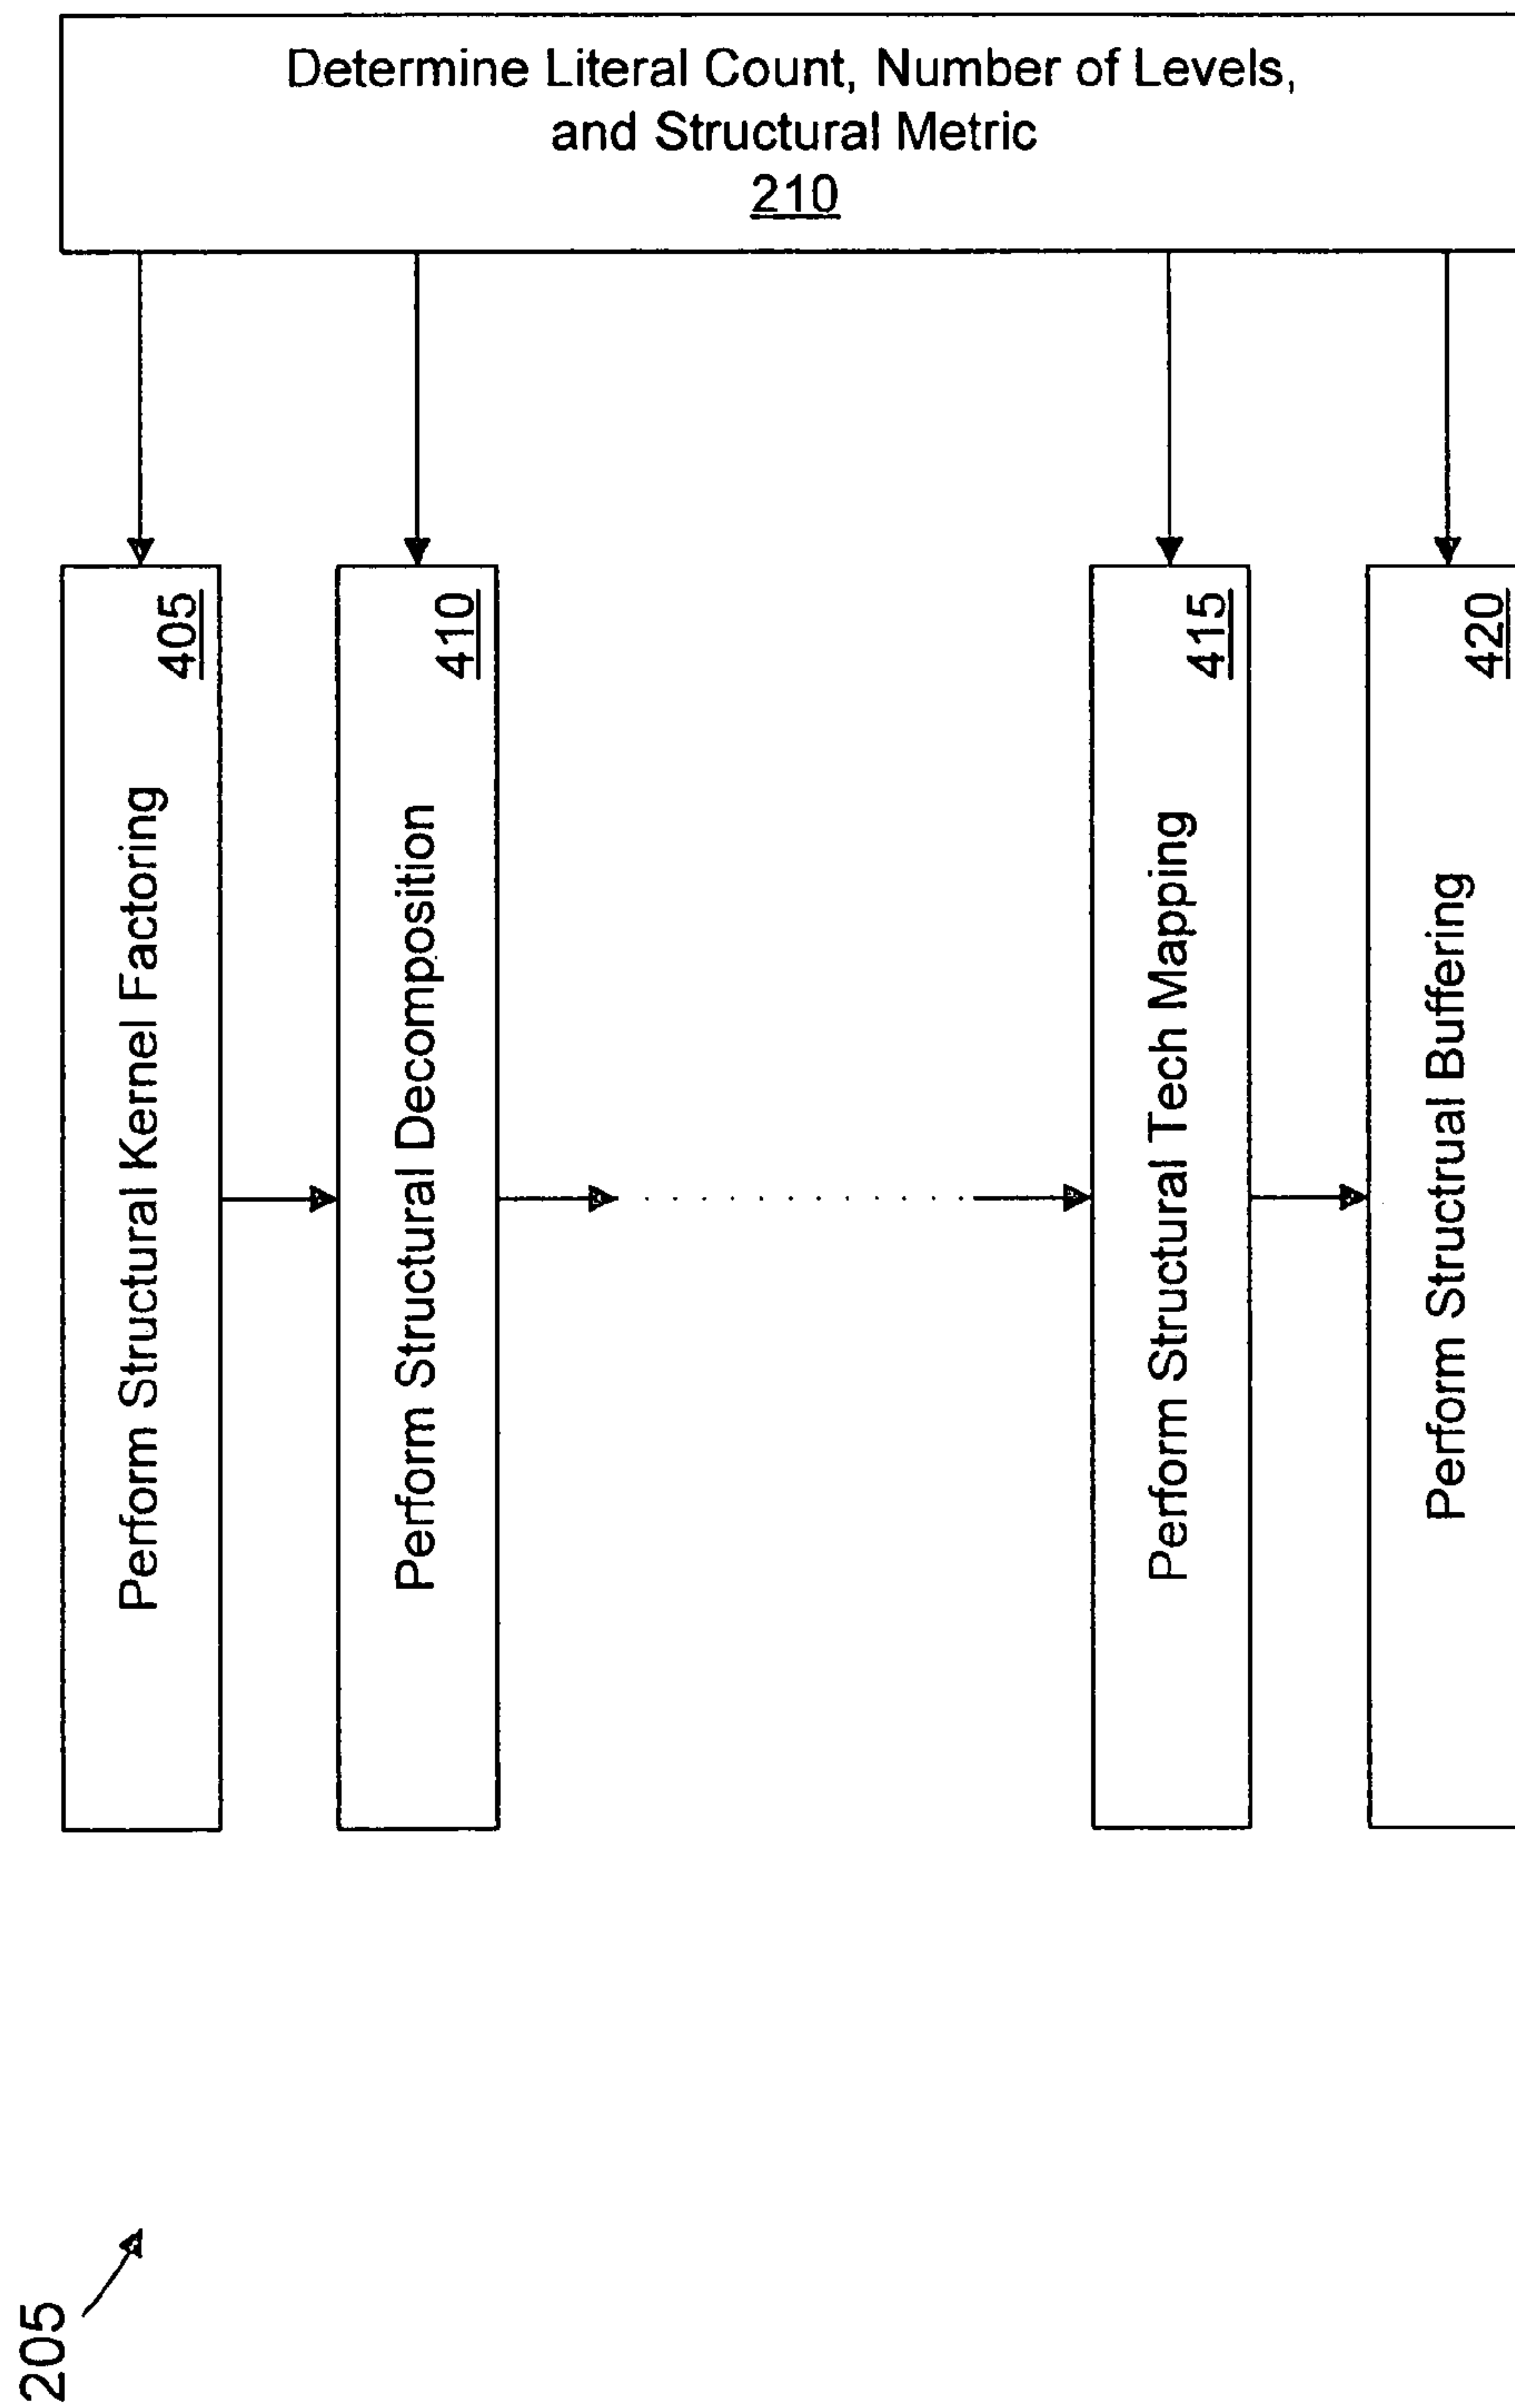 Determine Literal Count, Number of Levels,
and Structural Metric
210
Perform Structural Kernel Factoring
405
Perform Structural Decomposition
410
Perform Structural Tech Mapping
415
Perform Structrual Buffering
420
205